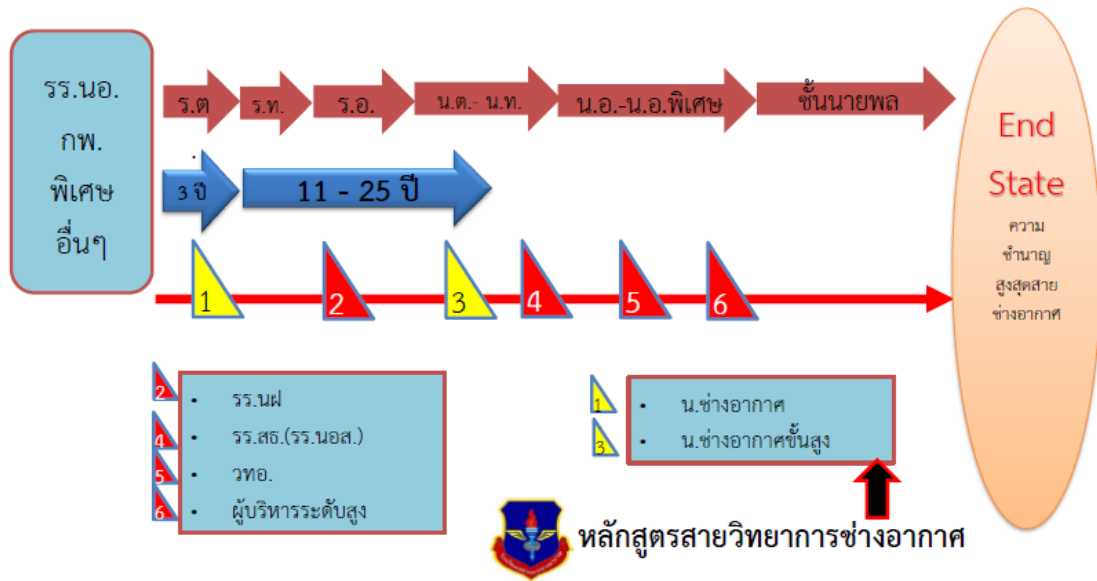 รร.นอ.
กพ.
พิเศษ
อื่นๆ
ร.ต
.
ร.ท.
ร.อ.
น.ต.- น.ท.
น.อ.-น.อ.พิเศษ
ชั้นนายพล
3 ปี
11 - 25 ปี
1
2
3
4
5
6
End
State
ความ
ชำนาญ
สูงสุดสาย
ช่างอากาศ
2 • รร.นฝ
4 • รร.สธ.(รร.นอส.)
5 • วทอ.
6 • ผู้บริหารระดับสูง
1 • น.ช่างอากาศ
3 • น.ช่างอากาศชั้นสูง
หลักสูตรสายวิทยาการช่างอากาศ